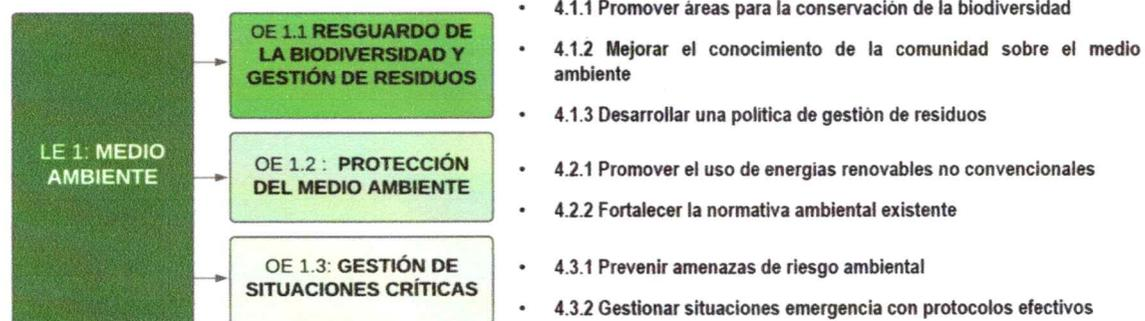 LE 1: MEDIO
AMBIENTE
OE 1.1 RESGUARDO DE
LA BIODIVERSIDAD Y
GESTIÓN DE RESIDUOS
• 4.1.1 Promover áreas para la conservación de la biodiversidad
• 4.1.2 Mejorar el conocimiento de la comunidad sobre el medio
ambiente
• 4.1.3 Desarrollar una política de gestión de residuos
OE 1.2 : PROTECCIÓN
DEL MEDIO AMBIENTE
• 4.2.1 Promover el uso de energías renovables no convencionales
• 4.2.2 Fortalecer la normativa ambiental existente
OE 1.3: GESTIÓN DE
SITUACIONES CRÍTICAS
• 4.3.1 Prevenir amenazas de riesgo ambiental
• 4.3.2 Gestionar situaciones emergencia con protocolos efectivos